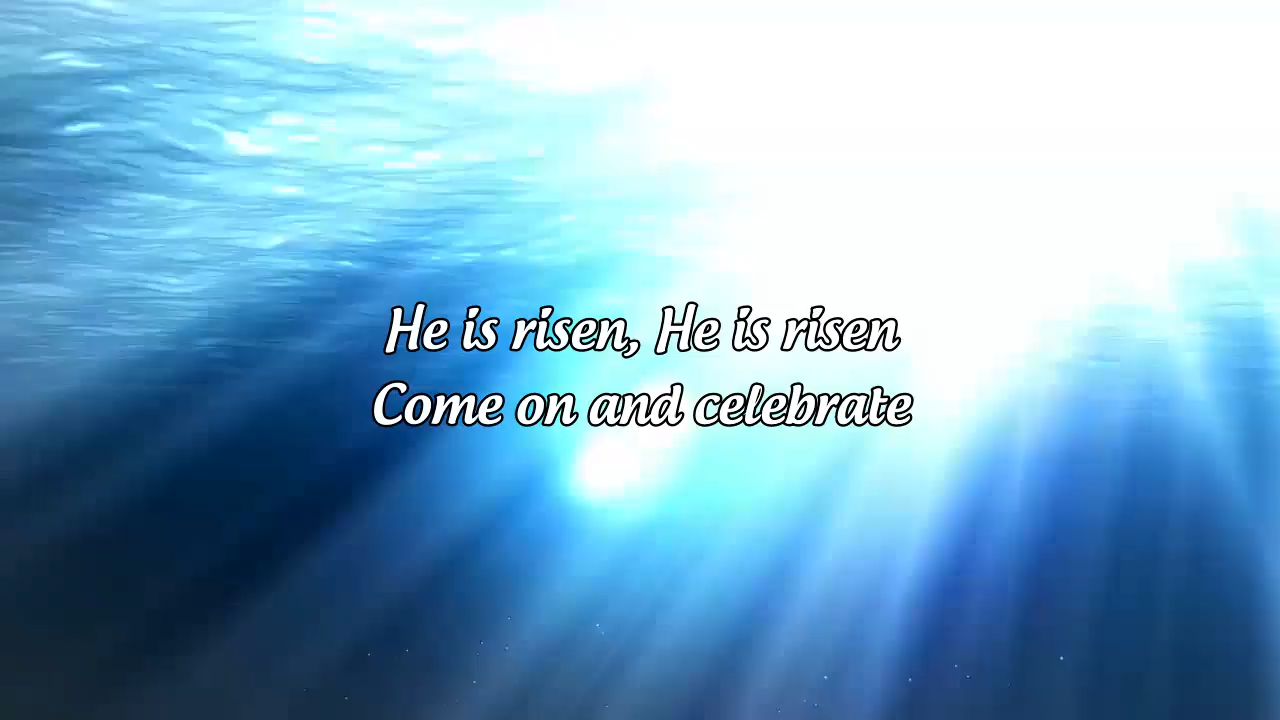 He is risen, He is risen
Come on and celebrate